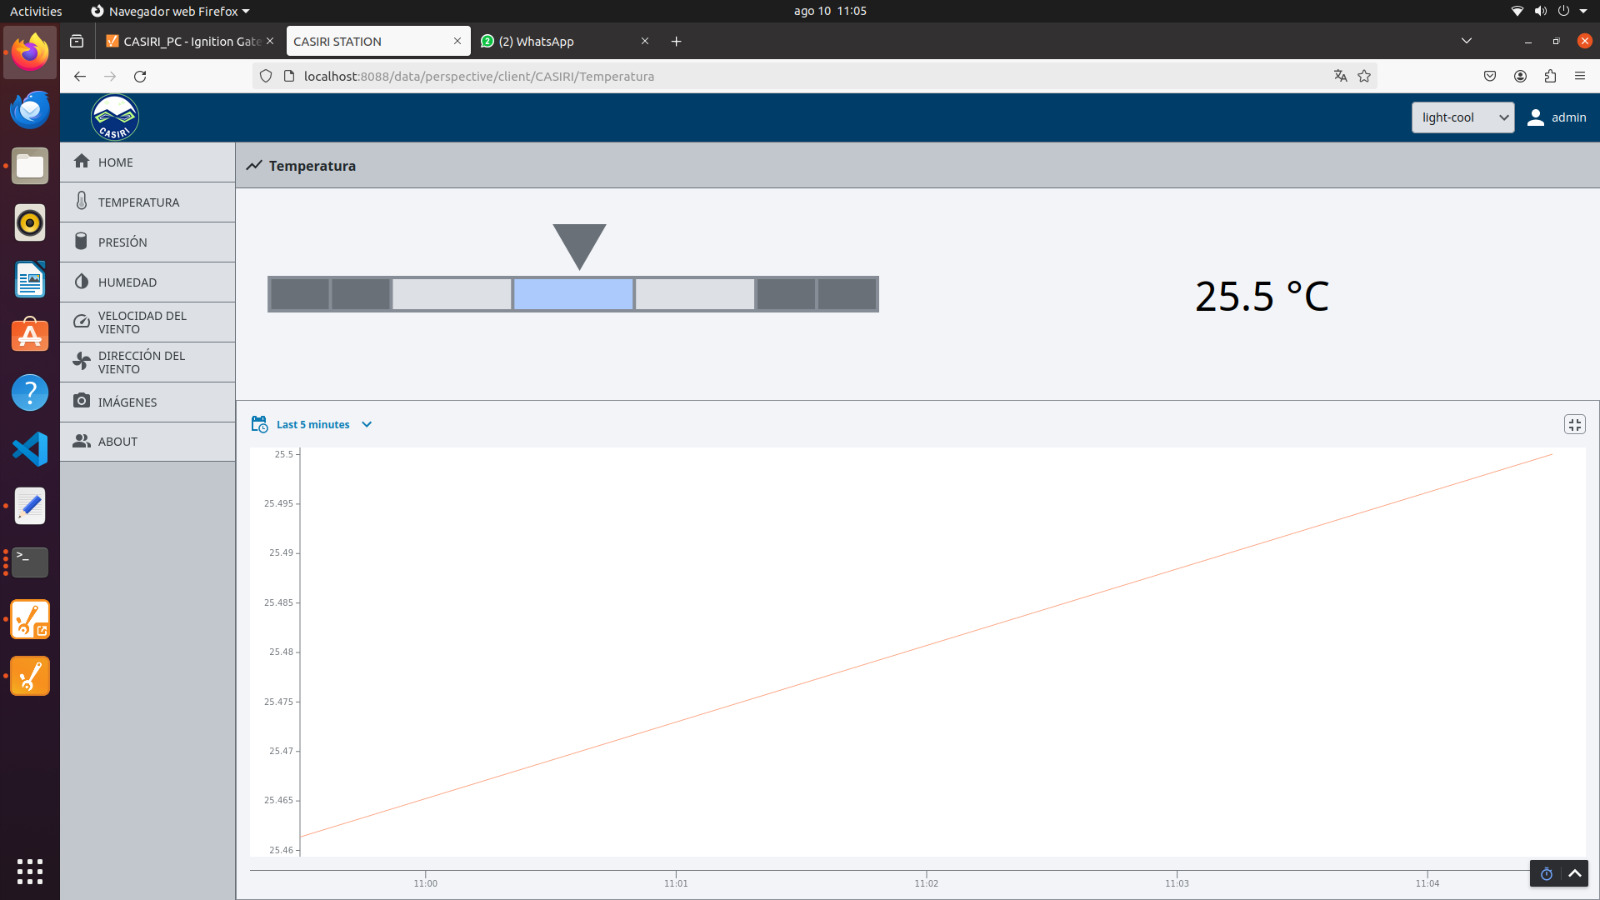 Activities
Navegador web Firefox
ago 10 11:05
CASIRI_PC - Ignition Gate
CASIRI STATION
(2) WhatsApp
localhost:8088/data/perspective/client/CASIRI/Temperatura
CASIRI
light-cool
admin
HOME
TEMPERATURA
PRESIÓN
HUMEDAD
VELOCIDAD DEL
VIENTO
DIRECCIÓN DEL
VIENTO
IMÁGENES
ABOUT
Temperatura
25.5 °C
Last 5 minutes
25.5
25.495
25.49
25.485
25.48
25.475
25.47
25.465
25.46
11:00
11:01
11:02
11:03
11:04